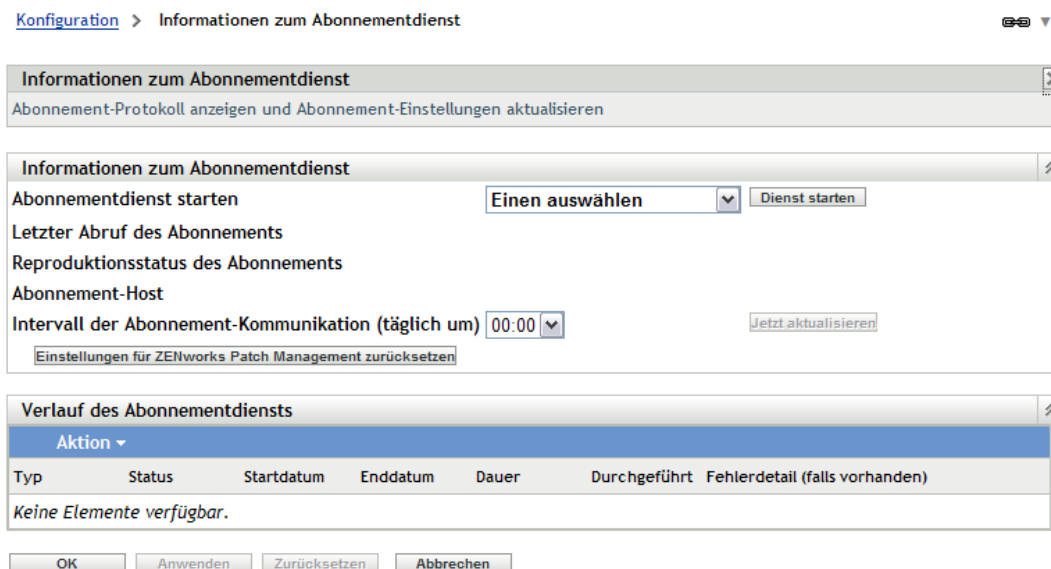 Konfiguration > Informationen zum Abonnementdienst
Informationen zum Abonnementdienst
Abonnement-Protokoll anzeigen und Abonnement-Einstellungen aktualisieren
Informationen zum Abonnementdienst
Abonnementdienst starten Einen auswählen Dienst starten
Letzter Abruf des Abonnements
Reproduktionsstatus des Abonnements
Abonnement-Host
Intervall der Abonnement-Kommunikation (täglich um) 00:00 Jetzt aktualisieren
Einstellungen für ZENworks Patch Management zurücksetzen
Verlauf des Abonnementdiensts
Aktion
Typ Status Startdatum Enddatum Dauer Durchgeführt Fehlerdetail (falls vorhanden)
Keine Elemente verfügbar.
OK Anwenden Zurücksetzen Abbrechen